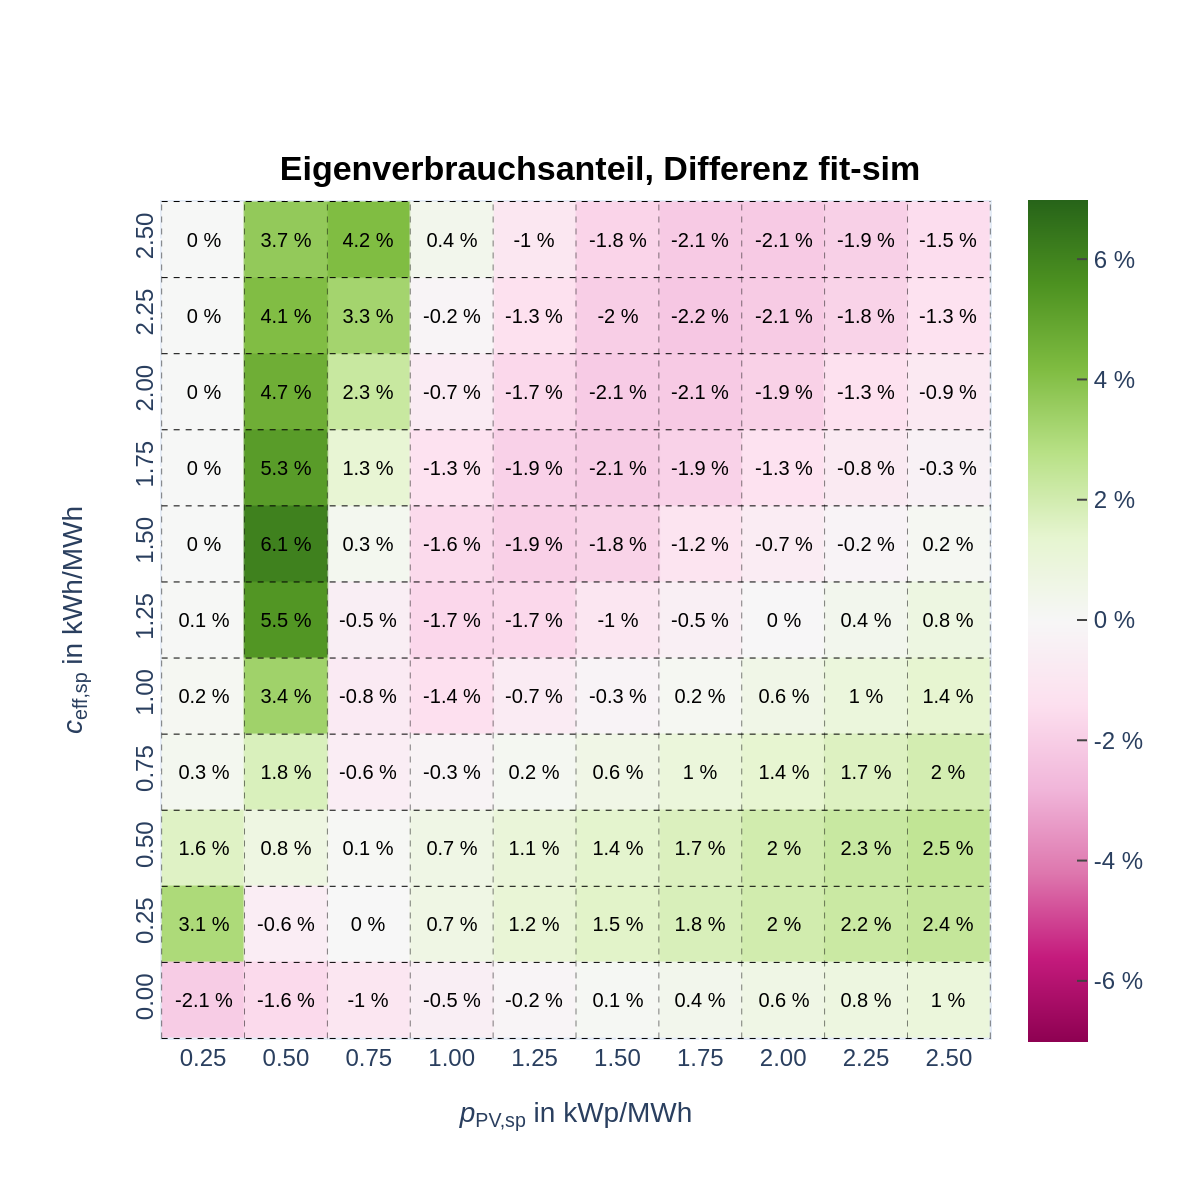 Eigenverbrauchsanteil, Differenz fit-sim
2.50 0 % 3.7 % 4.2 % 0.4 % -1 % -1.8 % -2.1 % -2.1 % -1.9 % -1.5 %
2.25 0 % 4.1 % 3.3 % -0.2 % -1.3 % -2 % -2.2 % -2.1 % -1.8 % -1.3 %
2.00 0 % 4.7 % 2.3 % -0.7 % -1.7 % -2.1 % -2.1 % -1.9 % -1.3 % -0.9 %
1.75 0 % 5.3 % 1.3 % -1.3 % -1.9 % -2.1 % -1.9 % -1.3 % -0.8 % -0.3 %
1.50 0 % 6.1 % 0.3 % -1.6 % -1.9 % -1.8 % -1.2 % -0.7 % -0.2 % 0.2 %
1.25 0.1 % 5.5 % -0.5 % -1.7 % -1.7 % -1 % -0.5 % 0 % 0.4 % 0.8 %
1.00 0.2 % 3.4 % -0.8 % -1.4 % -0.7 % -0.3 % 0.2 % 0.6 % 1 % 1.4 %
0.75 0.3 % 1.8 % -0.6 % -0.3 % 0.2 % 0.6 % 1 % 1.4 % 1.7 % 2 %
0.50 1.6 % 0.8 % 0.1 % 0.7 % 1.1 % 1.4 % 1.7 % 2 % 2.3 % 2.5 %
0.25 3.1 % -0.6 % 0 % 0.7 % 1.2 % 1.5 % 1.8 % 2 % 2.2 % 2.4 %
0.00 -2.1 % -1.6 % -1 % -0.5 % -0.2 % 0.1 % 0.4 % 0.6 % 0.8 % 1 %
0.25 0.50 0.75 1.00 1.25 1.50 1.75 2.00 2.25 2.50
pPV,sp in kWp/MWh
ceff,sp in kWh/MWh
6 %
4 %
2 %
0 %
-2 %
-4 %
-6 %